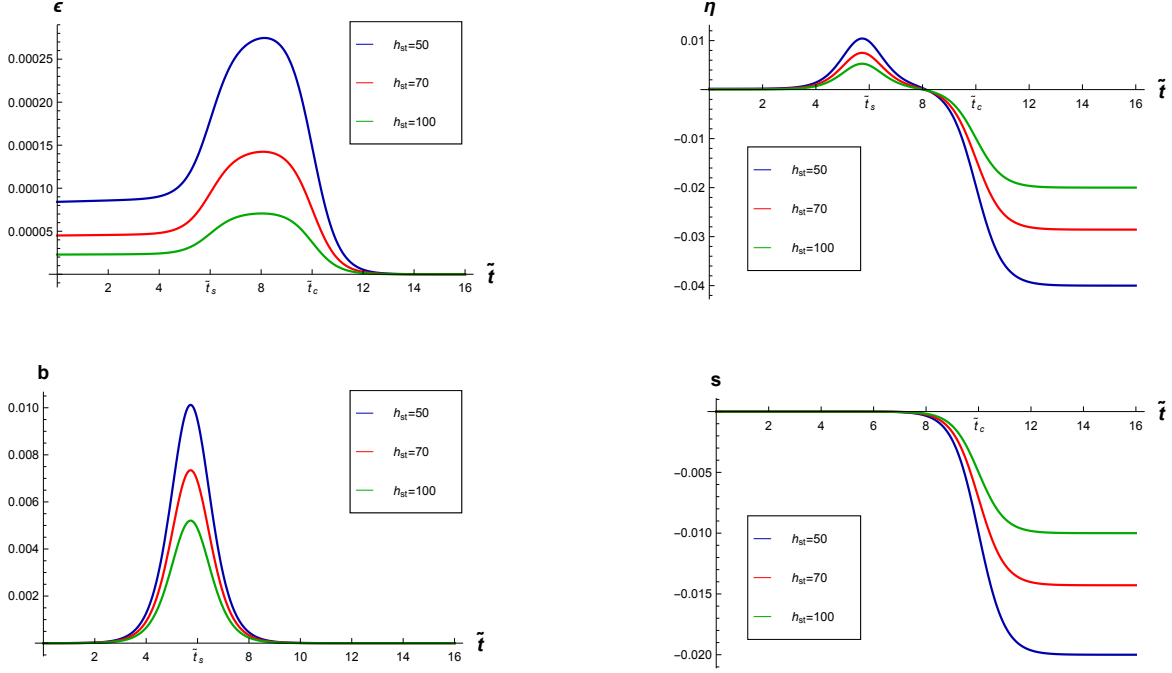 ϵ
h_st=50
h_st=70
h_st=100
0.00025
0.00020
0.00015
0.00010
0.00005
2
4
t̃_s
8
t̃_c
12
14
16
t̃
η
0.01
-0.01
-0.02
-0.03
-0.04
2
4
t̃_s
8
t̃_c
12
14
16
t̃
h_st=50
h_st=70
h_st=100
b
0.010
0.008
0.006
0.004
0.002
2
4
t̃_s
8
10
12
14
16
t̃
h_st=50
h_st=70
h_st=100
s
2
4
6
8
t̃_c
12
14
16
t̃
-0.005
-0.010
-0.015
-0.020
h_st=50
h_st=70
h_st=100